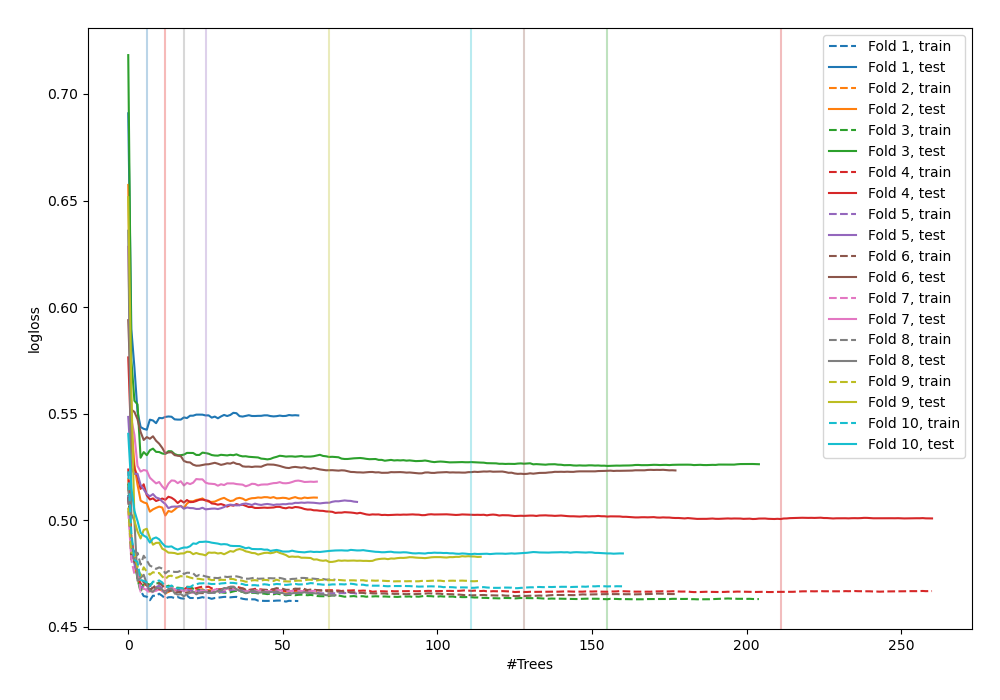 0.70
0.65
0.60
0.55
0.50
0.45
logloss
0
50
100
150
200
250
#Trees
Fold 1, train
Fold 1, test
Fold 2, train
Fold 2, test
Fold 3, train
Fold 3, test
Fold 4, train
Fold 4, test
Fold 5, train
Fold 5, test
Fold 6, train
Fold 6, test
Fold 7, train
Fold 7, test
Fold 8, train
Fold 8, test
Fold 9, train
Fold 9, test
Fold 10, train
Fold 10, test